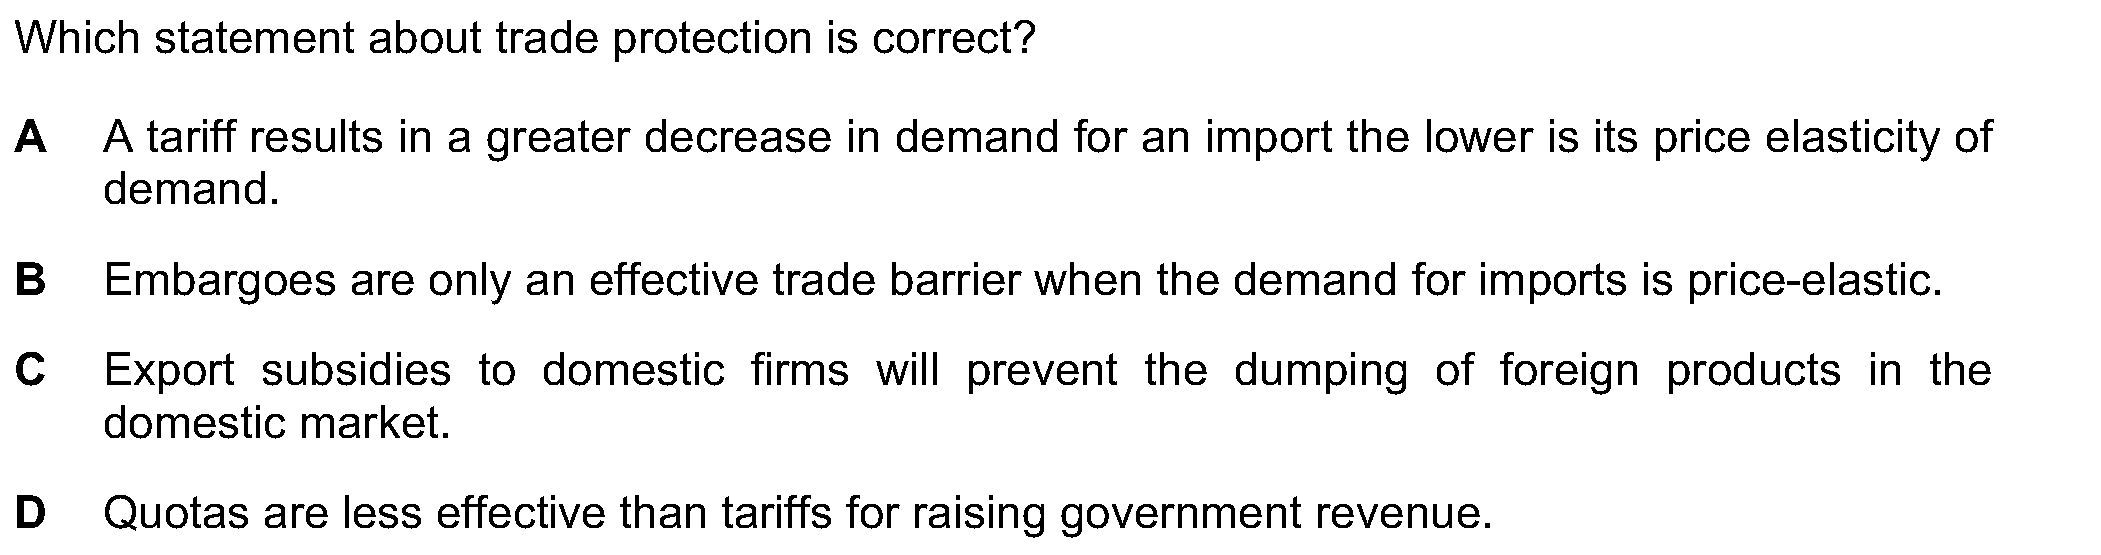 Which statement about trade protection is correct?
A A tariff results in a greater decrease in demand for an import the lower is its price elasticity of
demand.
B Embargoes are only an effective trade barrier when the demand for imports is price-elastic.
C Export subsidies to domestic firms will prevent the dumping of foreign products in the
domestic market.
D Quotas are less effective than tariffs for raising government revenue.